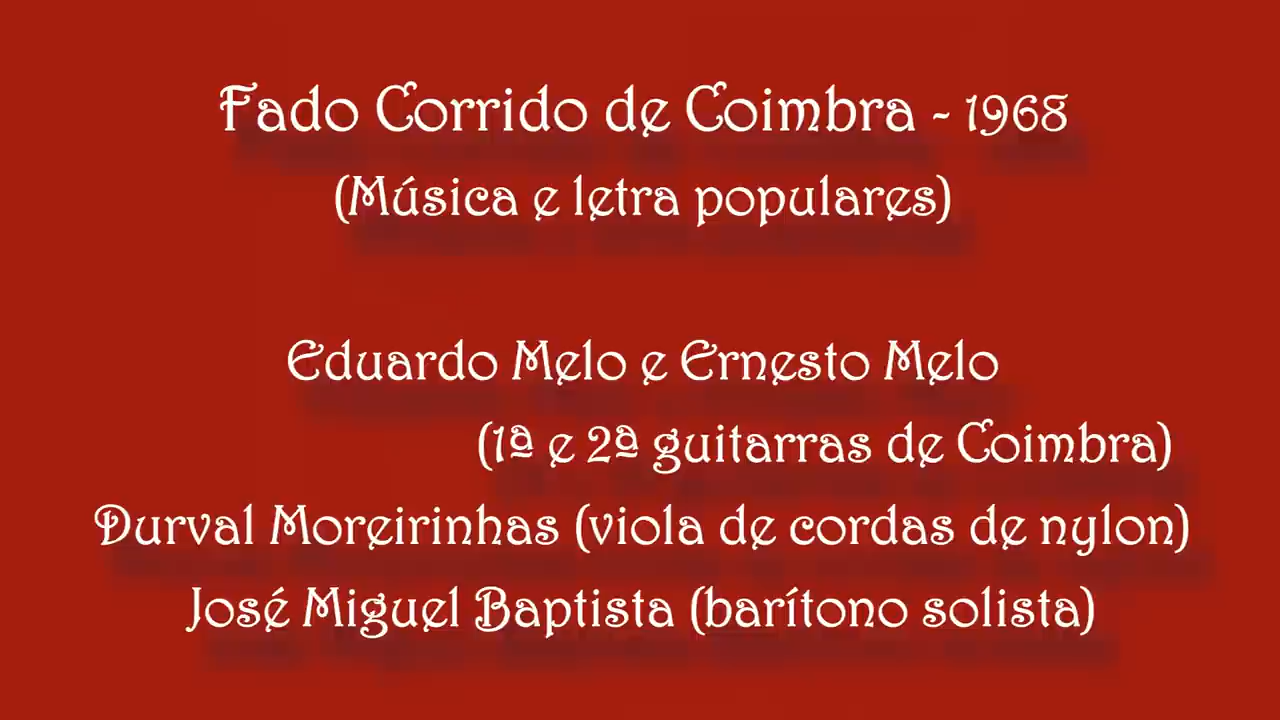 Fado Corrido de Coimbra - 1968
(Música e letra populares)
Eduardo Melo e Ernesto Melo
(1ª e 2ª guitarras de Coimbra)
Durval Moreirinhas (viola de cordas de nylon)
José Miguel Baptista (barítono solista)